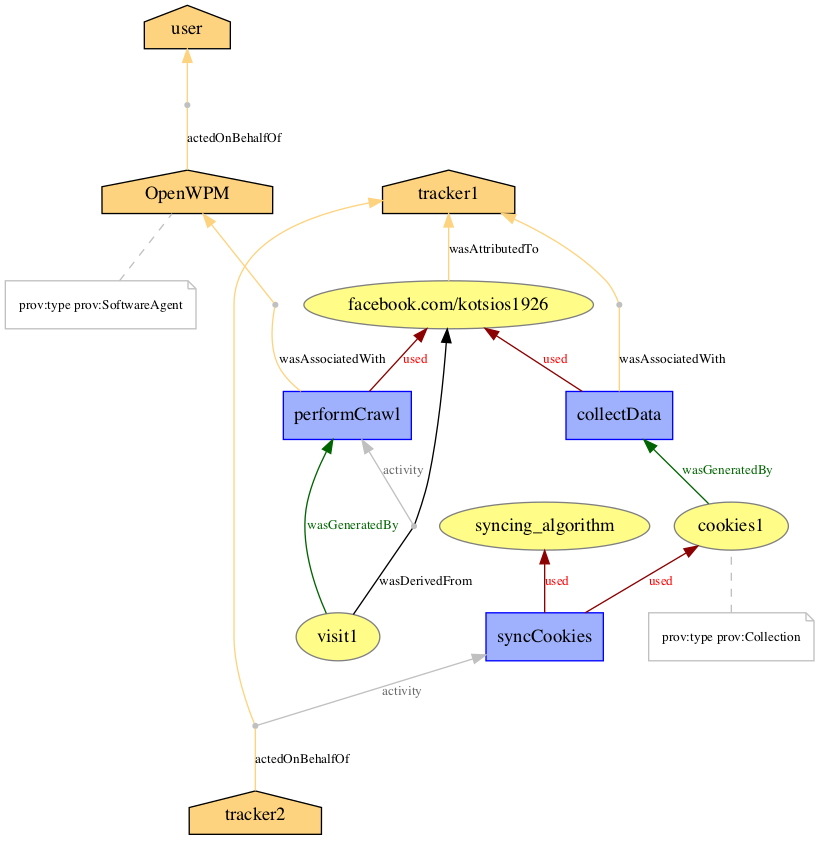 user
actedOnBehalfOf
OpenWPM
tracker1
wasAttributedTo
prov:type prov:SoftwareAgent
facebook.com/kotsios1926
wasAssociatedWith
used
used
wasAssociatedWith
performCrawl
collectData
activity
wasGeneratedBy
wasGeneratedBy
syncing_algorithm
cookies1
wasDerivedFrom
used
used
visit1
syncCookies
prov:type prov:Collection
activity
actedOnBehalfOf
tracker2